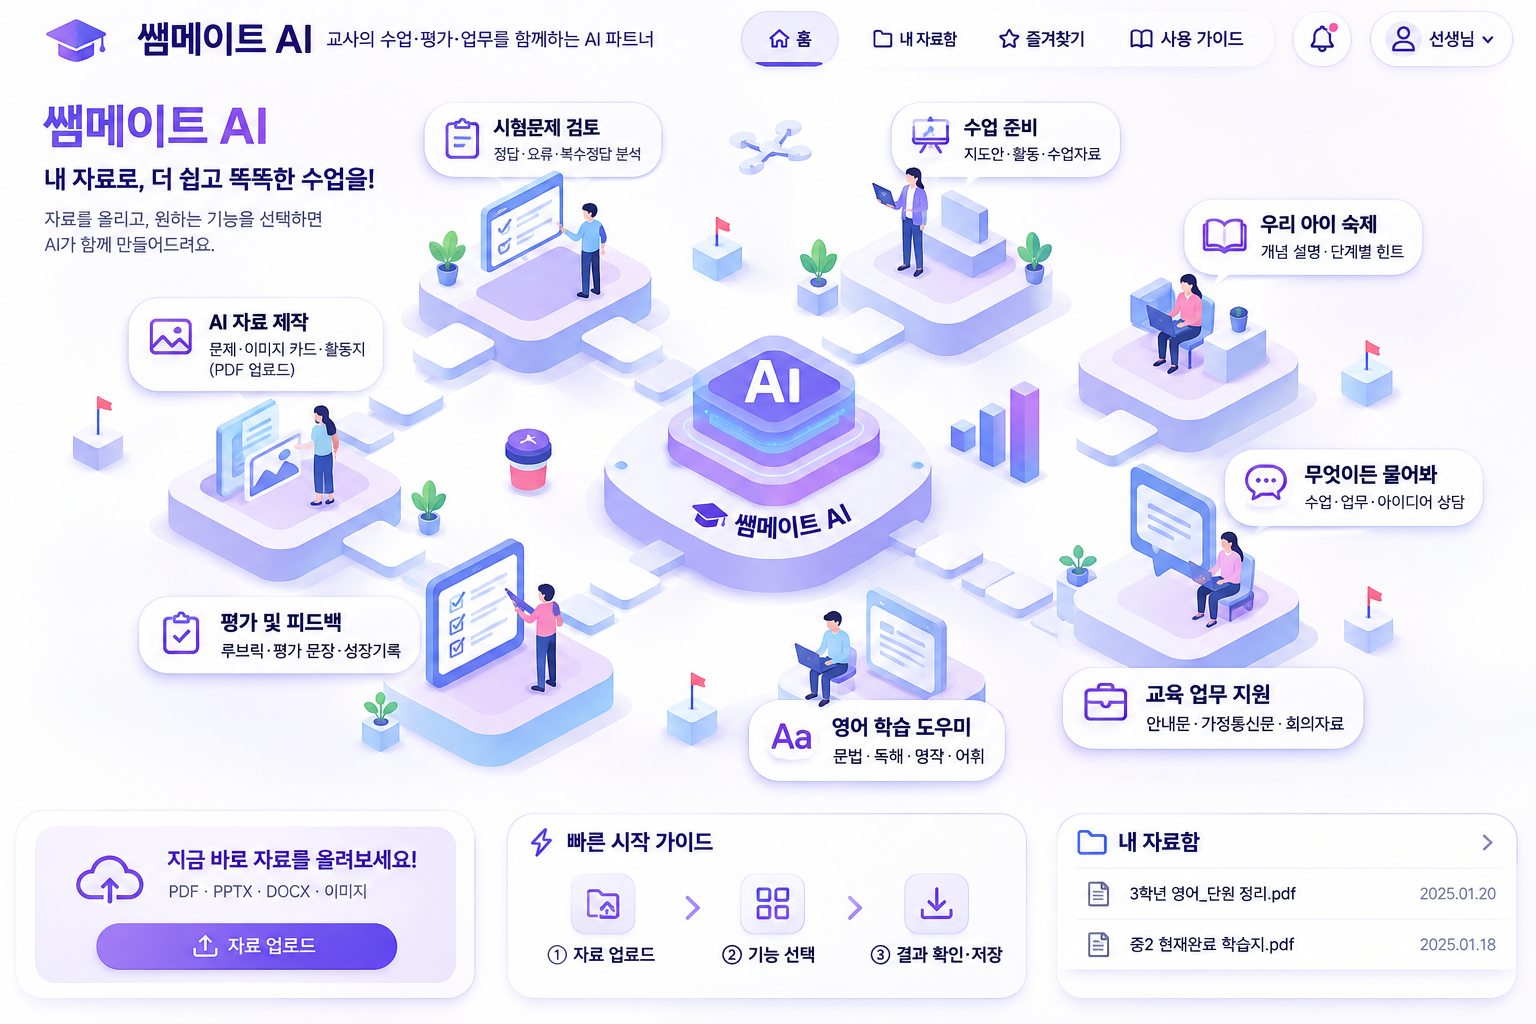 쌤메이트 AI
교사의 수업·평가·업무를 함께하는 AI 파트너
홈
내 자료함
즐겨찾기
사용 가이드
선생님
쌤메이트 AI
내 자료로, 더 쉽고 똑똑한 수업을!
자료를 올리고, 원하는 기능을 선택하면
AI가 함께 만들어드려요.
시험문제 검토
정답·오류·복수정답 분석
수업 준비
지도안·활동·수업자료
우리 아이 숙제
개념 설명·단계별 힌트
AI 자료 제작
문제·이미지 카드·활동지
(PDF 업로드)
AI
쌤메이트 AI
무엇이든 물어봐
수업·업무·아이디어 상담
평가 및 피드백
루브릭·평가 문장·성장기록
Aa
영어 학습 도우미
문법·독해·영작·어휘
교육 업무 지원
안내문·가정통신문·회의자료
지금 바로 자료를 올려보세요!
PDF · PPTX · DOCX · 이미지
자료 업로드
빠른 시작 가이드
① 자료 업로드
② 기능 선택
③ 결과 확인·저장
내 자료함
3학년 영어_단원 정리.pdf
2025.01.20
중2 현재완료 학습지.pdf
2025.01.18